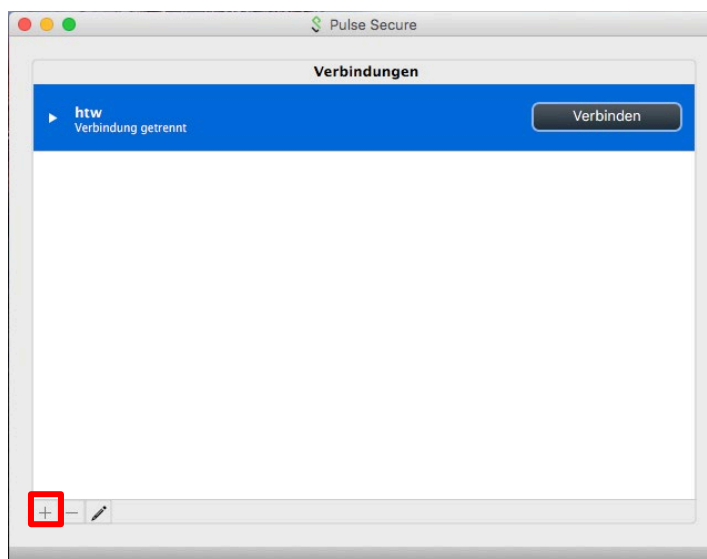 Pulse Secure
Verbindungen
htw
Verbindung getrennt
Verbinden